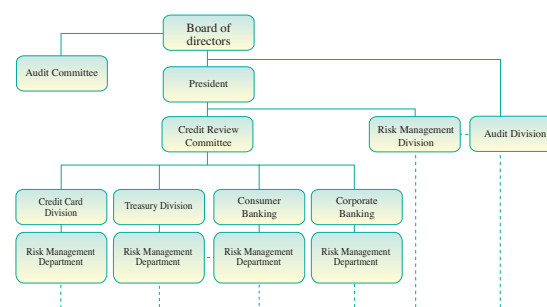 Board of
directors
Audit Committee
President
Credit Review
Committee
Risk Management
Division
Audit Division
Credit Card
Division
Treasury Division
Consumer
Banking
Corporate
Banking
Risk Management
Department
Risk Management
Department
Risk Management
Department
Risk Management
Department